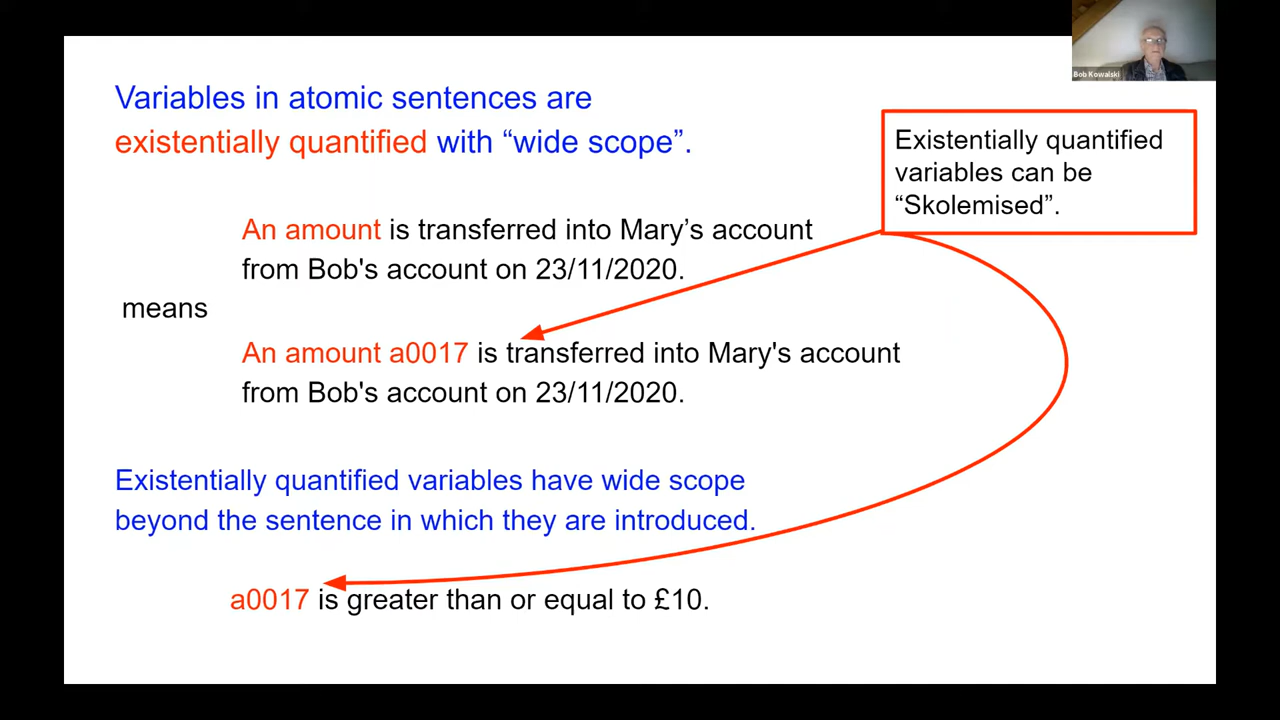 Bob Kowalski
Variables in atomic sentences are
existentially quantified with “wide scope”.
Existentially quantified
variables can be
“Skolemised”.
An amount is transferred into Mary’s account
from Bob's account on 23/11/2020.
means
An amount a0017 is transferred into Mary's account
from Bob's account on 23/11/2020.
Existentially quantified variables have wide scope
beyond the sentence in which they are introduced.
a0017 is greater than or equal to £10.